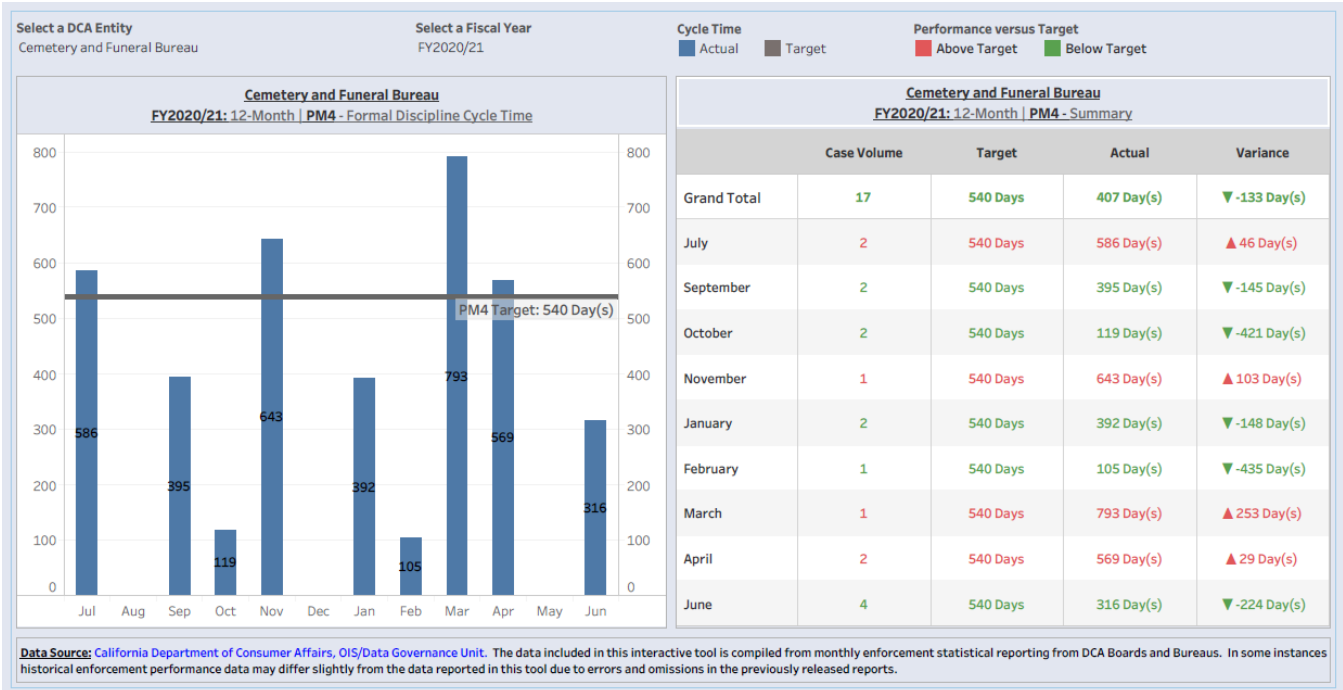 Select a DCA Entity
Cemetery and Funeral Bureau
Select a Fiscal Year
FY2020/21
Cycle Time
Actual Target
Performance versus Target
Above Target Below Target
Cemetery and Funeral Bureau
FY2020/21: 12-Month | PM4 - Formal Discipline Cycle Time
800 800
700 700
600 600
500 500
400 400
300 300
200 200
100 100
0 0
PM4 Target: 540 Day(s)
586
395
119
643
392
105
793
569
316
Jul Aug Sep Oct Nov Dec Jan Feb Mar Apr May Jun
Cemetery and Funeral Bureau
FY2020/21: 12-Month | PM4 - Summary
Case Volume Target Actual Variance
Grand Total 17 540 Days 407 Day(s) ▼ -133 Day(s)
July 2 540 Days 586 Day(s) ▲ 46 Day(s)
September 2 540 Days 395 Day(s) ▼ -145 Day(s)
October 2 540 Days 119 Day(s) ▼ -421 Day(s)
November 1 540 Days 643 Day(s) ▲ 103 Day(s)
January 2 540 Days 392 Day(s) ▼ -148 Day(s)
February 1 540 Days 105 Day(s) ▼ -435 Day(s)
March 1 540 Days 793 Day(s) ▲ 253 Day(s)
April 2 540 Days 569 Day(s) ▲ 29 Day(s)
June 4 540 Days 316 Day(s) ▼ -224 Day(s)
Data Source: California Department of Consumer Affairs, OIS/Data Governance Unit. The data included in this interactive tool is compiled from monthly enforcement statistical reporting from DCA Boards and Bureaus. In some instances
historical enforcement performance data may differ slightly from the data reported in this tool due to errors and omissions in the previously released reports.